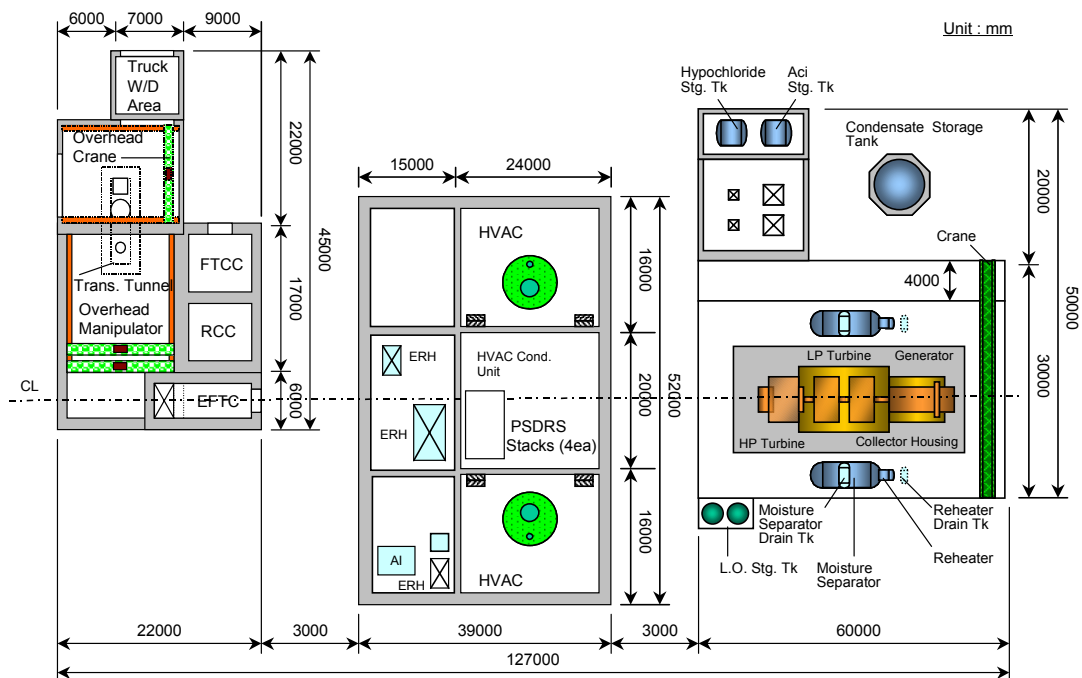 6000
7000
9000
Unit : mm
Truck
W/D
Area
Hypochloride
Stg. Tk
Aci
Stg. Tk
Overhead
Crane
22000
45000
15000
24000
Condensate Storage
Tank
20000
50000
HVAC
16000
52000
FTCC
17000
Crane
4000
Trans. Tunnel
Overhead
Manipulator
RCC
ERH
HVAC Cond.
Unit
20000
LP Turbine
Generator
30000
CL
EFTC
6000
ERH
PSDRS
Stacks (4ea)
HP Turbine
Collector Housing
16000
Moisture
Separator
Drain Tk
Reheater
Drain Tk
AI
ERH
HVAC
L.O. Stg. Tk
Moisture
Separator
Reheater
22000
3000
39000
3000
60000
127000